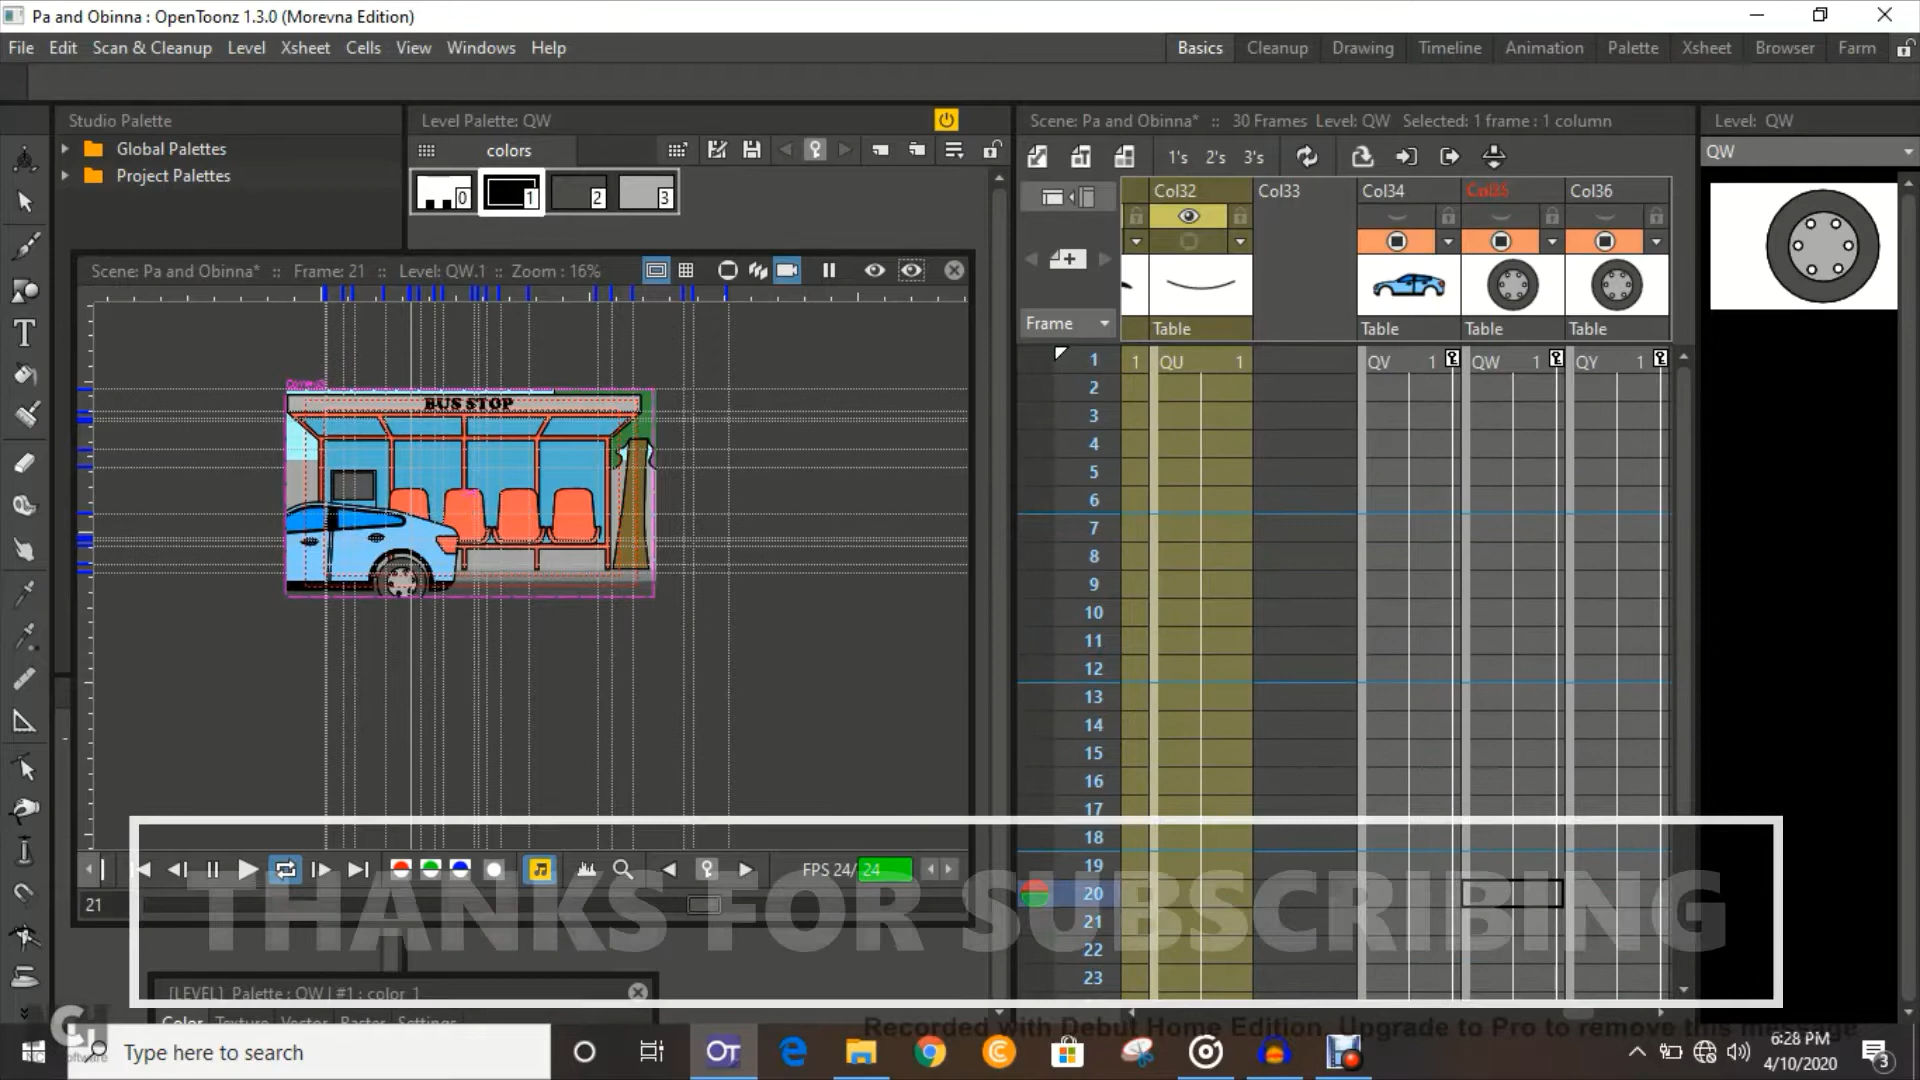 Pa and Obinna : OpenToonz 1.3.0 (Morevna Edition)
File Edit Scan & Cleanup Level Xsheet Cells View Windows Help
Basics Cleanup Drawing Timeline Animation Palette Xsheet Browser Farm
Studio Palette
Global Palettes
Project Palettes
Level Palette: QW
colors
0 1 2 3
Scene: Pa and Obinna* :: Frame: 21 :: Level: QW.1 :: Zoom : 16%
BUS STOP
Scene: Pa and Obinna* :: 30 Frames Level: QW Selected: 1 frame : 1 column
1's 2's 3's
Col32 Col33 Col34 Col35 Col36
Table Table Table Table
Frame
1 QU 1 QV 1 QW 1 QY 1
1
2
3
4
5
6
7
8
9
10
11
12
13
14
15
16
17
18
19
20
21
22
23
Level: QW
QW
FPS 24/ 24
21
THANKS FOR SUBSCRIBING
[LEVEL] Palette : QW | #1 : color_1
Color Texture Vector Raster Settings
Recorded with Debut Home Edition. Upgrade to Pro to remove this message
Type here to search
6:28 PM
4/10/2020
3